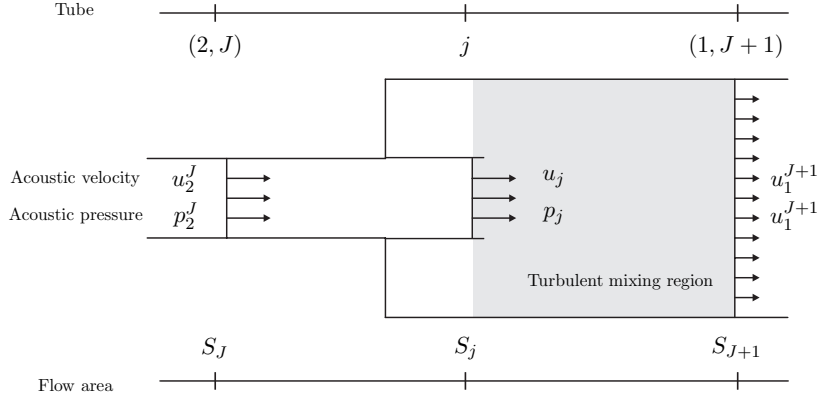 Tube
(2, J) j (1, J + 1)
Acoustic velocity u_2^J u_j u_1^{J+1}
Acoustic pressure p_2^J p_j u_1^{J+1}
Turbulent mixing region
S_J S_j S_{J+1}
Flow area